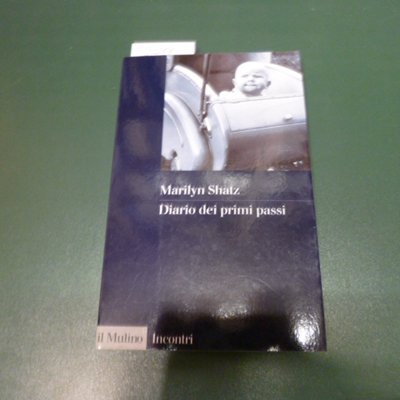 Marilyn Shatz
Diario dei primi passi
il Mulino Incontri